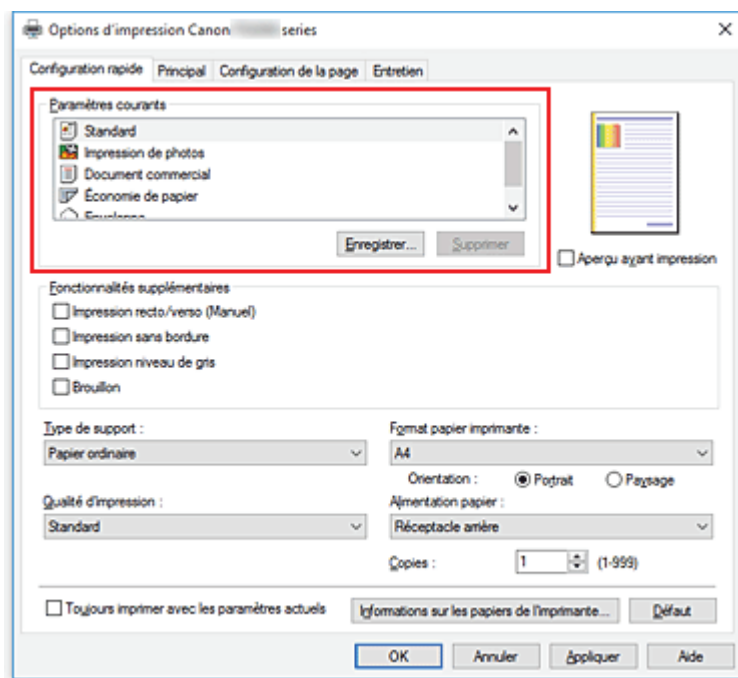 Options d'impression Canon series
Configuration rapide Principal Configuration de la page Entretien
Paramètres courants
Standard
Impression de photos
Document commercial
Économie de papier
Enregistrer... Supprimer
Aperçu avant impression
Fonctionnalités supplémentaires
Impression recto/verso (Manuel)
Impression sans bordure
Impression niveau de gris
Brouillon
Type de support :
Papier ordinaire
Format papier imprimante :
A4
Orientation : Portrait Paysage
Qualité d'impression :
Standard
Alimentation papier :
Réceptacle arrière
Copies : 1 (1-999)
Toujours imprimer avec les paramètres actuels
Informations sur les papiers de l'imprimante... Défaut
OK Annuler Appliquer Aide